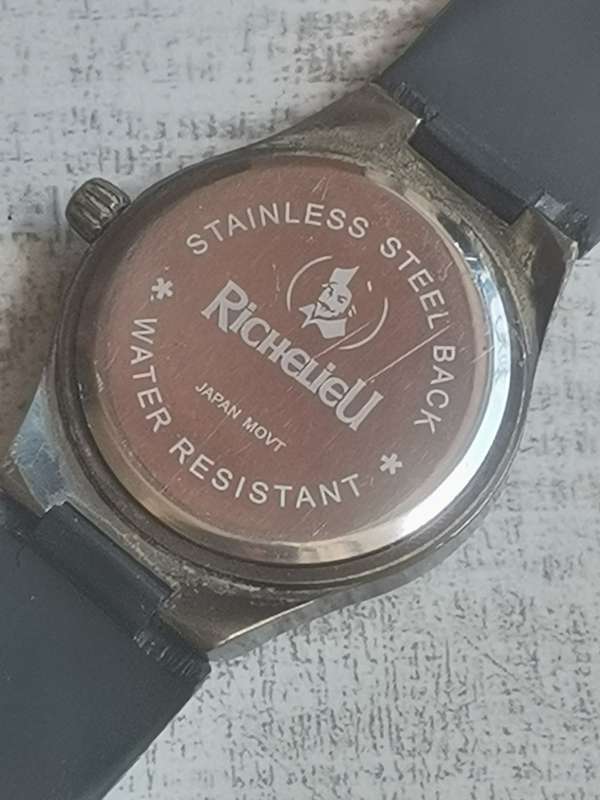 STAINLESS STEEL BACK
RICHELIEU
JAPAN MOVT
* WATER RESISTANT *